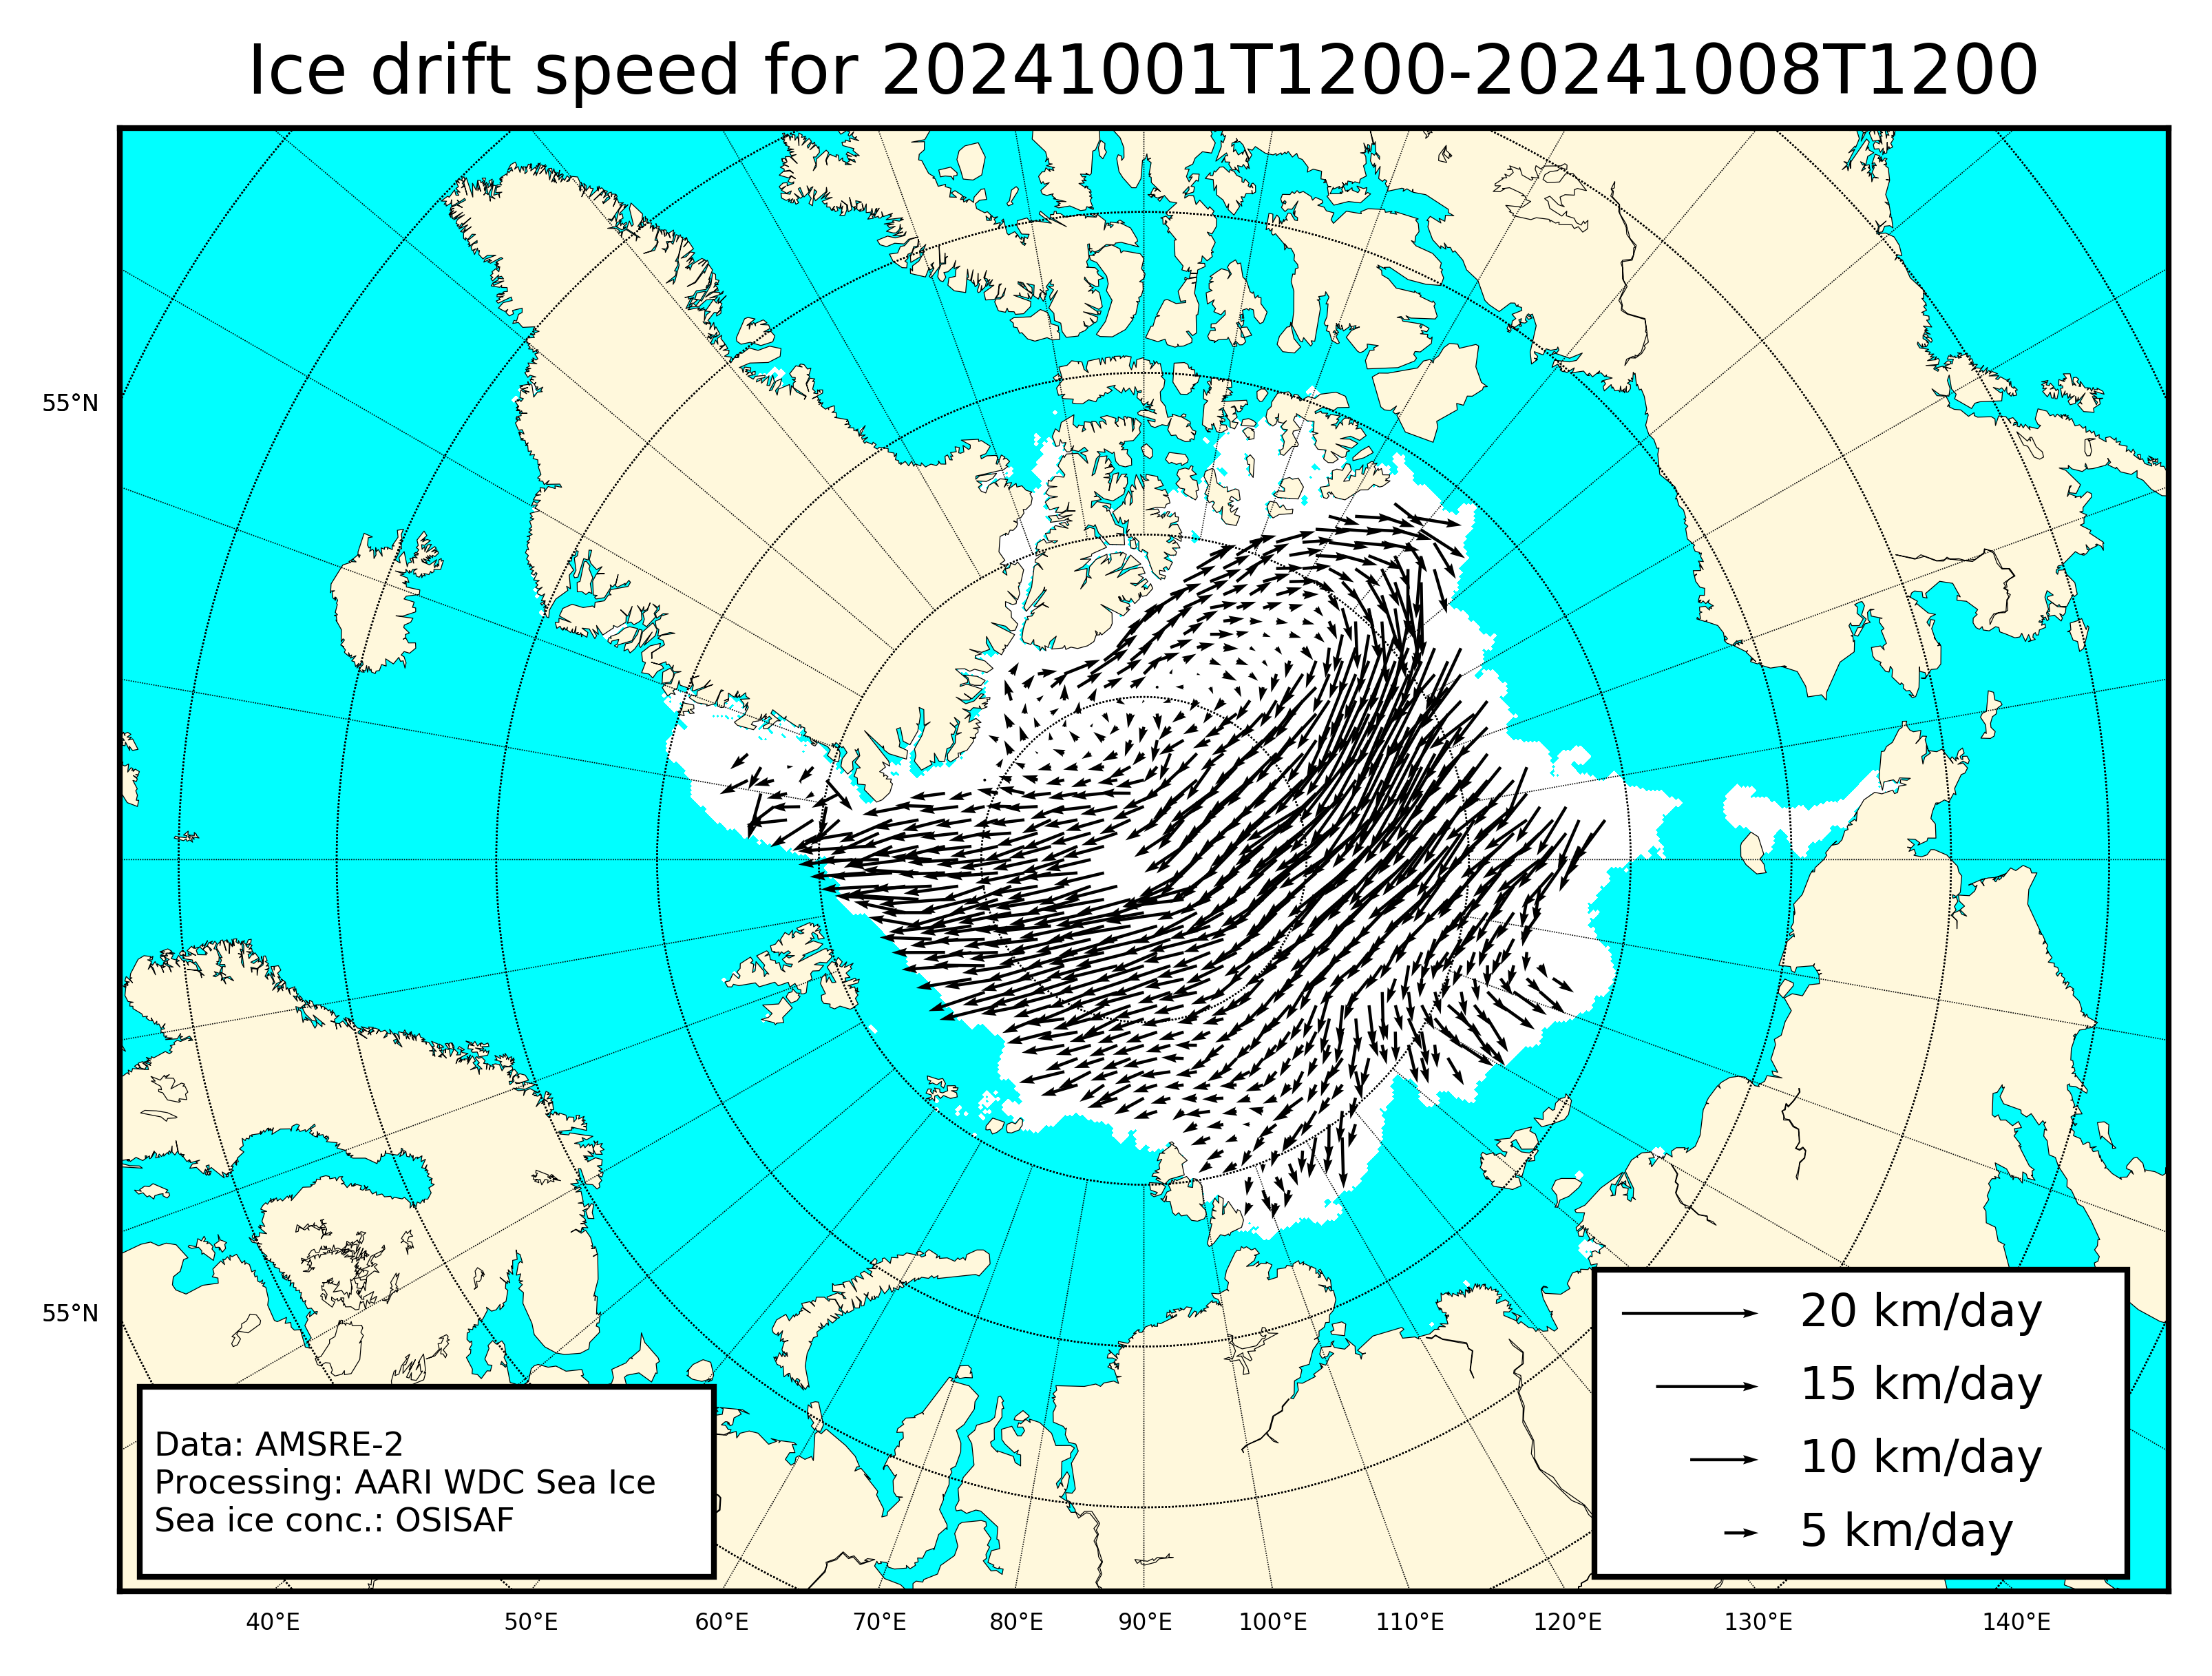 Ice drift speed for 20241001T1200-20241008T1200
55°N
55°N
20 km/day
15 km/day
10 km/day
5 km/day
Data: AMSRE-2
Processing: AARI WDC Sea Ice
Sea ice conc.: OSISAF
40°E 50°E 60°E 70°E 80°E 90°E 100°E 110°E 120°E 130°E 140°E